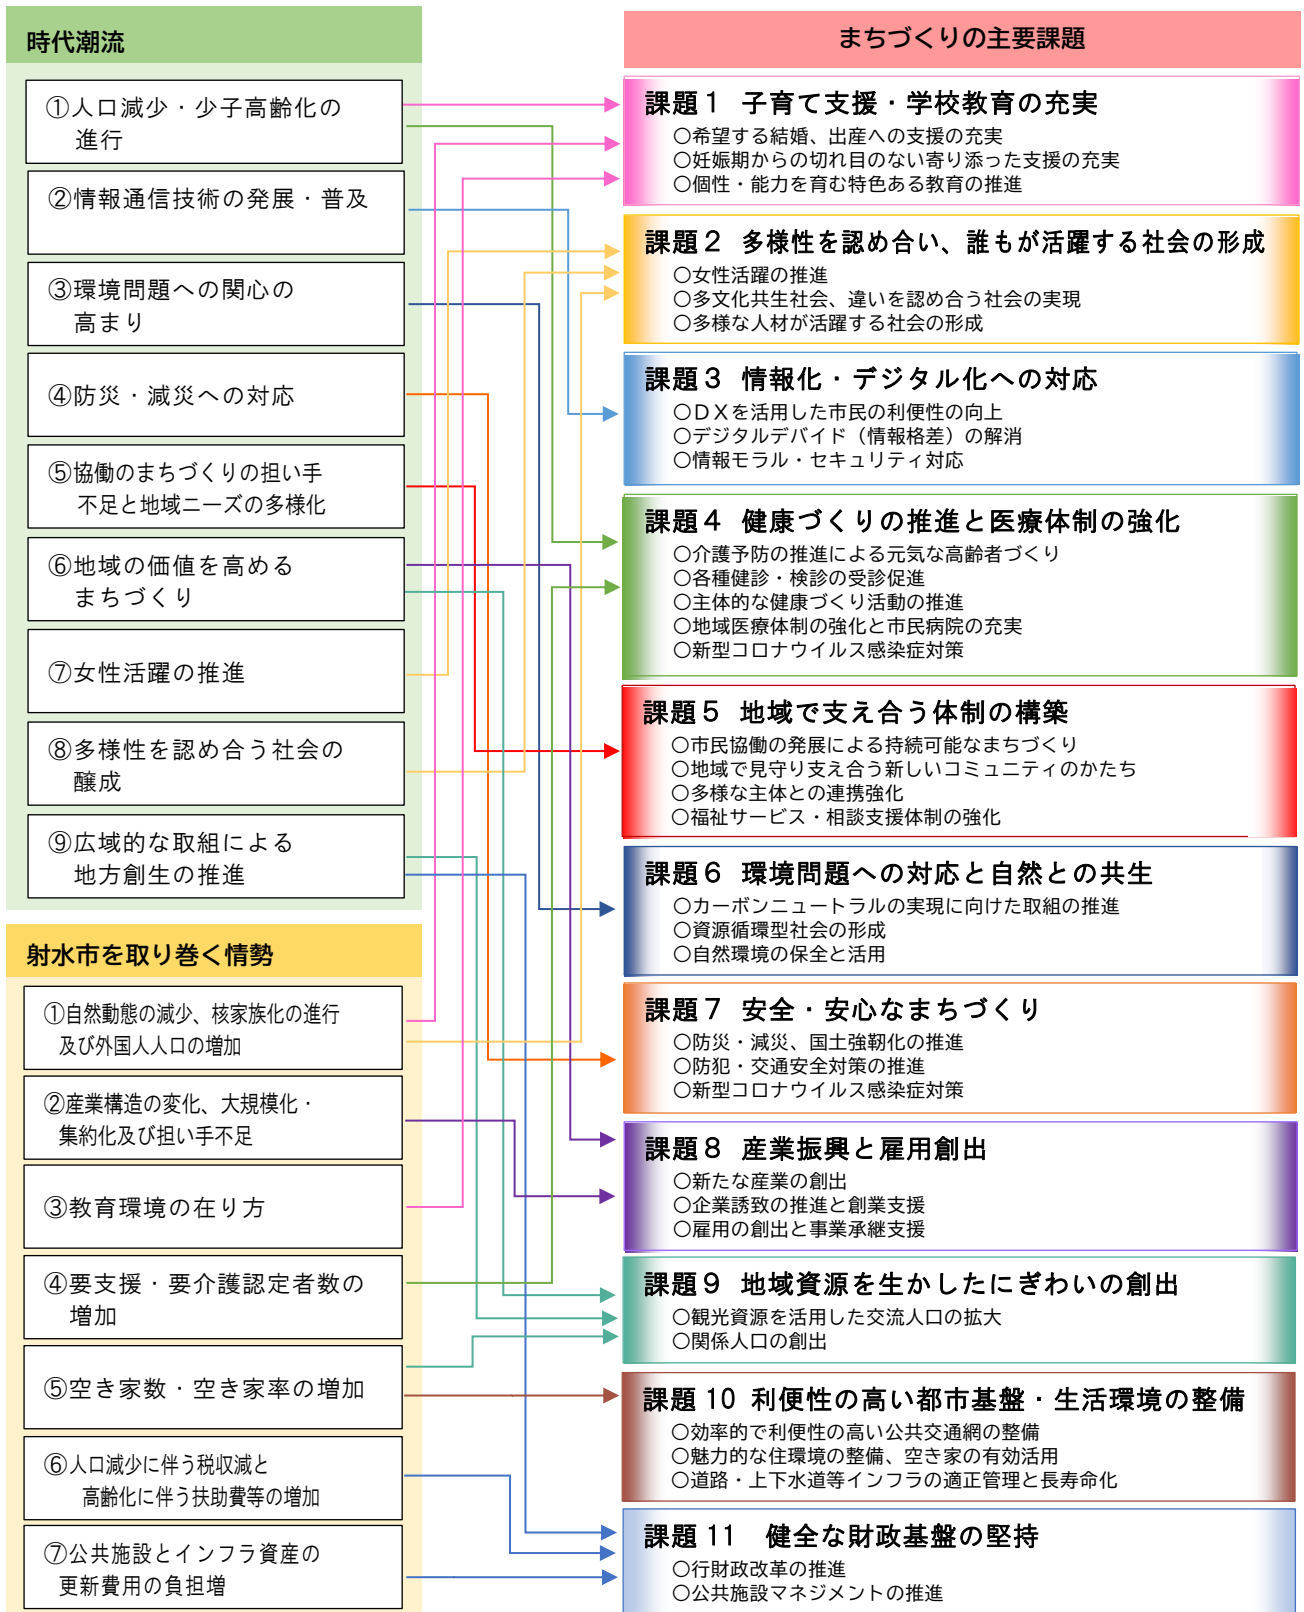 時代潮流
①人口減少・少子高齢化の
進行
②情報通信技術の発展・普及
③環境問題への関心の
高まり
④防災・減災への対応
⑤協働のまちづくりの担い手
不足と地域ニーズの多様化
⑥地域の価値を高める
まちづくり
⑦女性活躍の推進
⑧多様性を認め合う社会の
醸成
⑨広域的な取組による
地方創生の推進
射水市を取り巻く情勢
①自然動態の減少、核家族化の進行
及び外国人人口の増加
②産業構造の変化、大規模化・
集約化及び担い手不足
③教育環境の在り方
④要支援・要介護認定者数の
増加
⑤空き家数・空き家率の増加
⑥人口減少に伴う税収減と
高齢化に伴う扶助費等の増加
⑦公共施設とインフラ資産の
更新費用の負担増
まちづくりの主要課題
課題１ 子育て支援・学校教育の充実
○希望する結婚、出産への支援の充実
○妊娠期からの切れ目のない寄り添った支援の充実
○個性・能力を育む特色ある教育の推進
課題２ 多様性を認め合い、誰もが活躍する社会の形成
○女性活躍の推進
○多文化共生社会、違いを認め合う社会の実現
○多様な人材が活躍する社会の形成
課題３ 情報化・デジタル化への対応
○ＤＸを活用した市民の利便性の向上
○デジタルデバイド（情報格差）の解消
○情報モラル・セキュリティ対応
課題４ 健康づくりの推進と医療体制の強化
○介護予防の推進による元気な高齢者づくり
○各種健診・検診の受診促進
○主体的な健康づくり活動の推進
○地域医療体制の強化と市民病院の充実
○新型コロナウイルス感染症対策
課題５ 地域で支え合う体制の構築
○市民協働の発展による持続可能なまちづくり
○地域で見守り支え合う新しいコミュニティのかたち
○多様な主体との連携強化
○福祉サービス・相談支援体制の強化
課題６ 環境問題への対応と自然との共生
○カーボンニュートラルの実現に向けた取組の推進
○資源循環型社会の形成
○自然環境の保全と活用
課題７ 安全・安心なまちづくり
○防災・減災、国土強靭化の推進
○防犯・交通安全対策の推進
○新型コロナウイルス感染症対策
課題８ 産業振興と雇用創出
○新たな産業の創出
○企業誘致の推進と創業支援
○雇用の創出と事業承継支援
課題９ 地域資源を生かしたにぎわいの創出
○観光資源を活用した交流人口の拡大
○関係人口の創出
課題 10 利便性の高い都市基盤・生活環境の整備
○効率的で利便性の高い公共交通網の整備
○魅力的な住環境の整備、空き家の有効活用
○道路・上下水道等インフラの適正管理と長寿命化
課題 11 健全な財政基盤の堅持
○行財政改革の推進
○公共施設マネジメントの推進